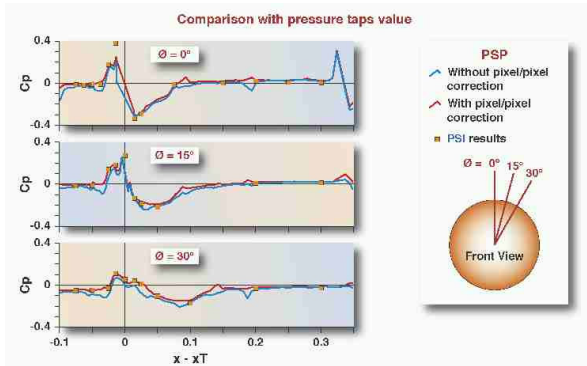 Comparison with pressure taps value
0.4
Ø = 0°
Cp
0
-0.4
0.4
Ø = 15°
Cp
0
-0.4
0.4
Ø = 30°
Cp
0
-0.4
-0.1
0
0.1
0.2
0.3
x - xT
PSP
Without pixel/pixel
correction
With pixel/pixel
correction
PSI results
Ø = 0° 15° 30°
Front View